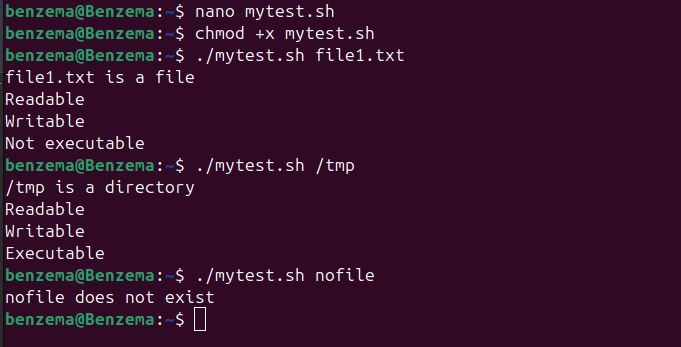 benzema@Benzema:~$ nano mytest.sh
benzema@Benzema:~$ chmod +x mytest.sh
benzema@Benzema:~$ ./mytest.sh file1.txt
file1.txt is a file
Readable
Writable
Not executable
benzema@Benzema:~$ ./mytest.sh /tmp
/tmp is a directory
Readable
Writable
Executable
benzema@Benzema:~$ ./mytest.sh nofile
nofile does not exist
benzema@Benzema:~$